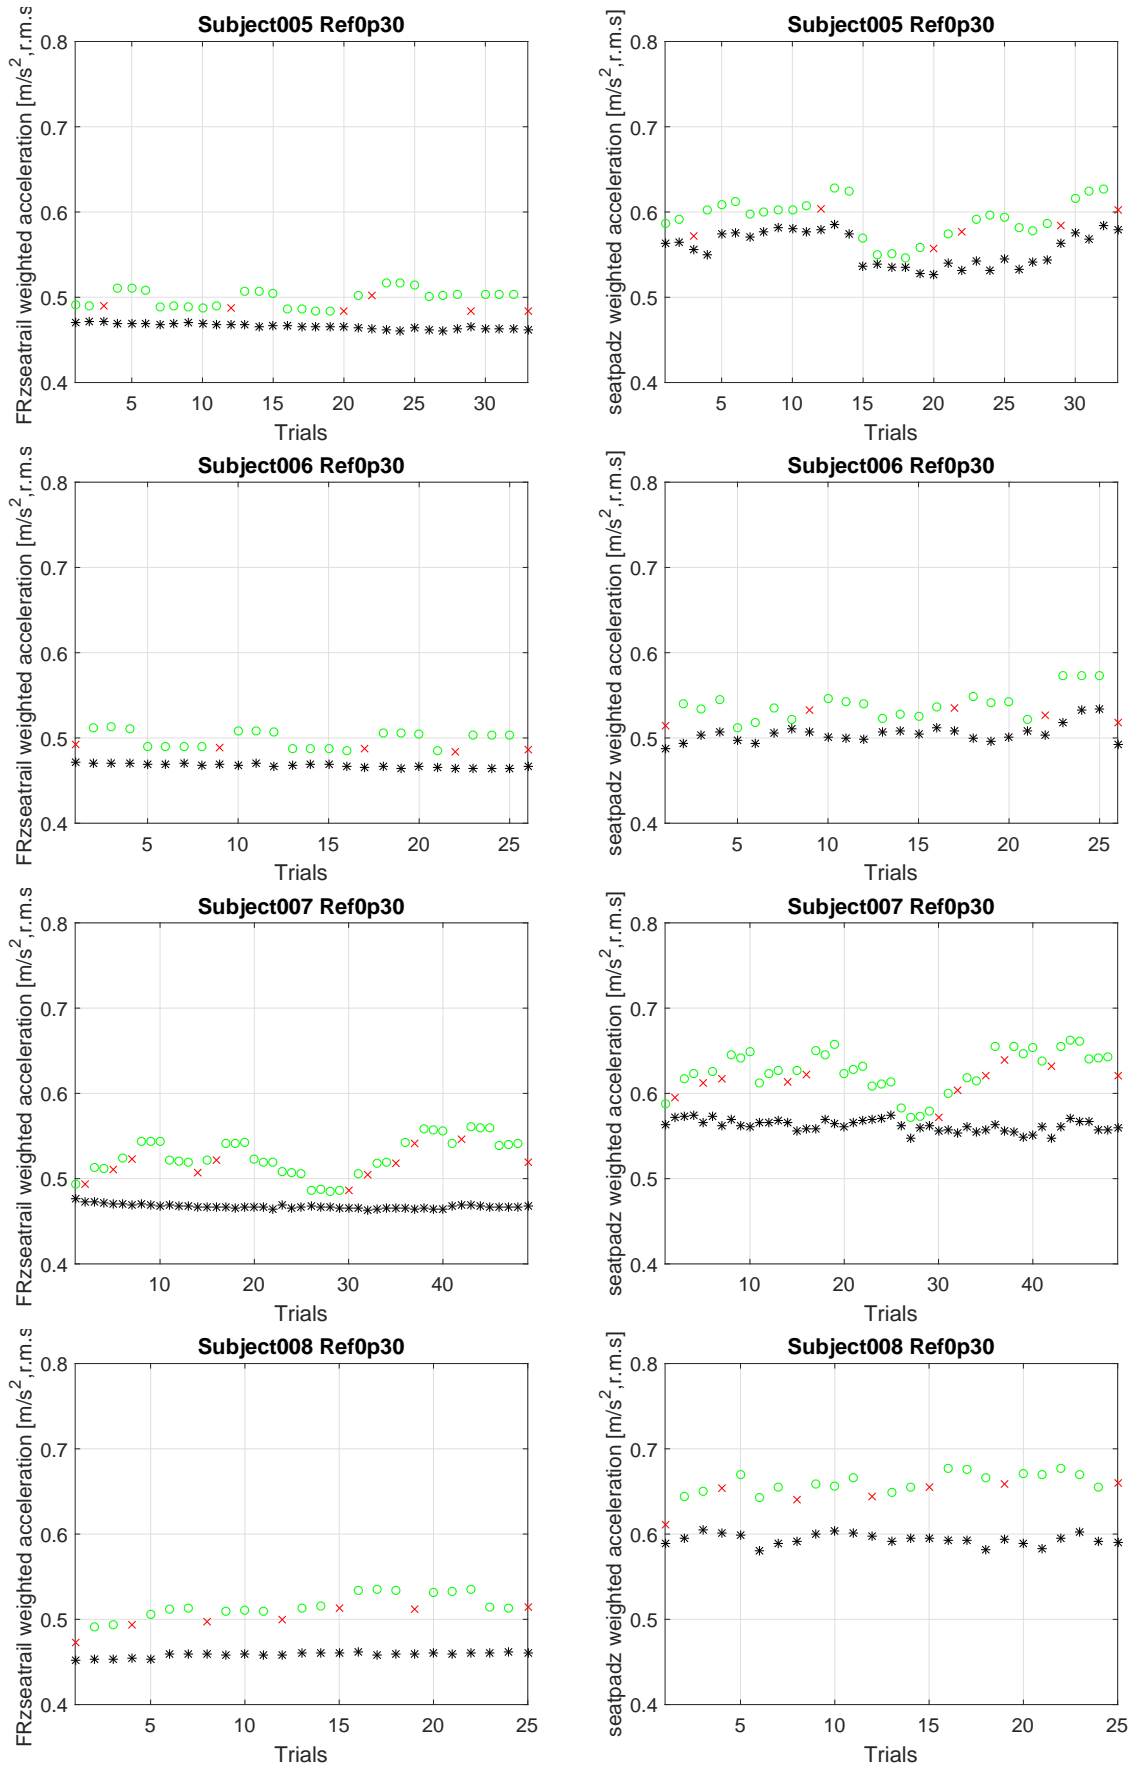 Subject005 Ref0p30
FRzseatrail weighted acceleration [m/s²,r.m.s
0.8
0.7
0.6
0.5
0.4
5 10 15 20 25 30
Trials
Subject005 Ref0p30
seatpadz weighted acceleration [m/s²,r.m.s]
0.8
0.7
0.6
0.5
0.4
5 10 15 20 25 30
Trials
Subject006 Ref0p30
FRzseatrail weighted acceleration [m/s²,r.m.s
0.8
0.7
0.6
0.5
0.4
5 10 15 20 25
Trials
Subject006 Ref0p30
seatpadz weighted acceleration [m/s²,r.m.s]
0.8
0.7
0.6
0.5
0.4
5 10 15 20 25
Trials
Subject007 Ref0p30
FRzseatrail weighted acceleration [m/s²,r.m.s
0.8
0.7
0.6
0.5
0.4
10 20 30 40
Trials
Subject007 Ref0p30
seatpadz weighted acceleration [m/s²,r.m.s]
0.8
0.7
0.6
0.5
0.4
10 20 30 40
Trials
Subject008 Ref0p30
FRzseatrail weighted acceleration [m/s²,r.m.s
0.8
0.7
0.6
0.5
0.4
5 10 15 20 25
Trials
Subject008 Ref0p30
seatpadz weighted acceleration [m/s²,r.m.s]
0.8
0.7
0.6
0.5
0.4
5 10 15 20 25
Trials